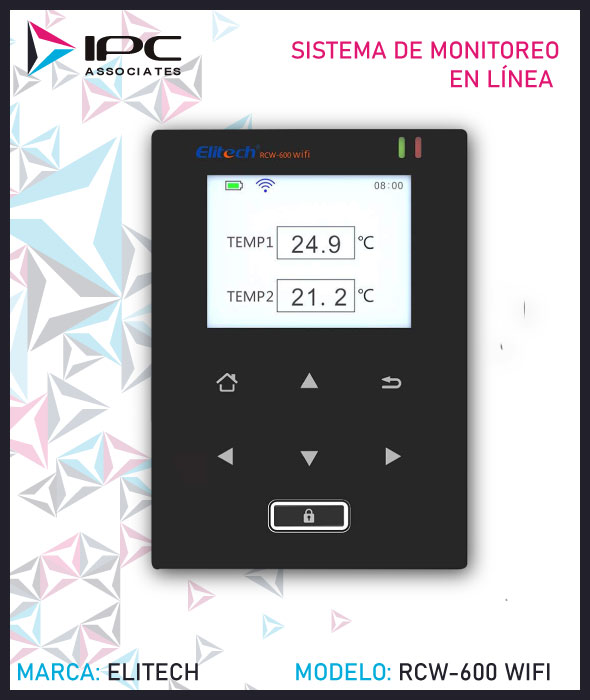 IPC
ASSOCIATES
SISTEMA DE MONITOREO
EN LÍNEA
Elitech® RCW-600 Wifi
08:00
TEMP1 24.9 ℃
TEMP2 21. 2 ℃
MARCA: ELITECH
MODELO: RCW-600 WIFI